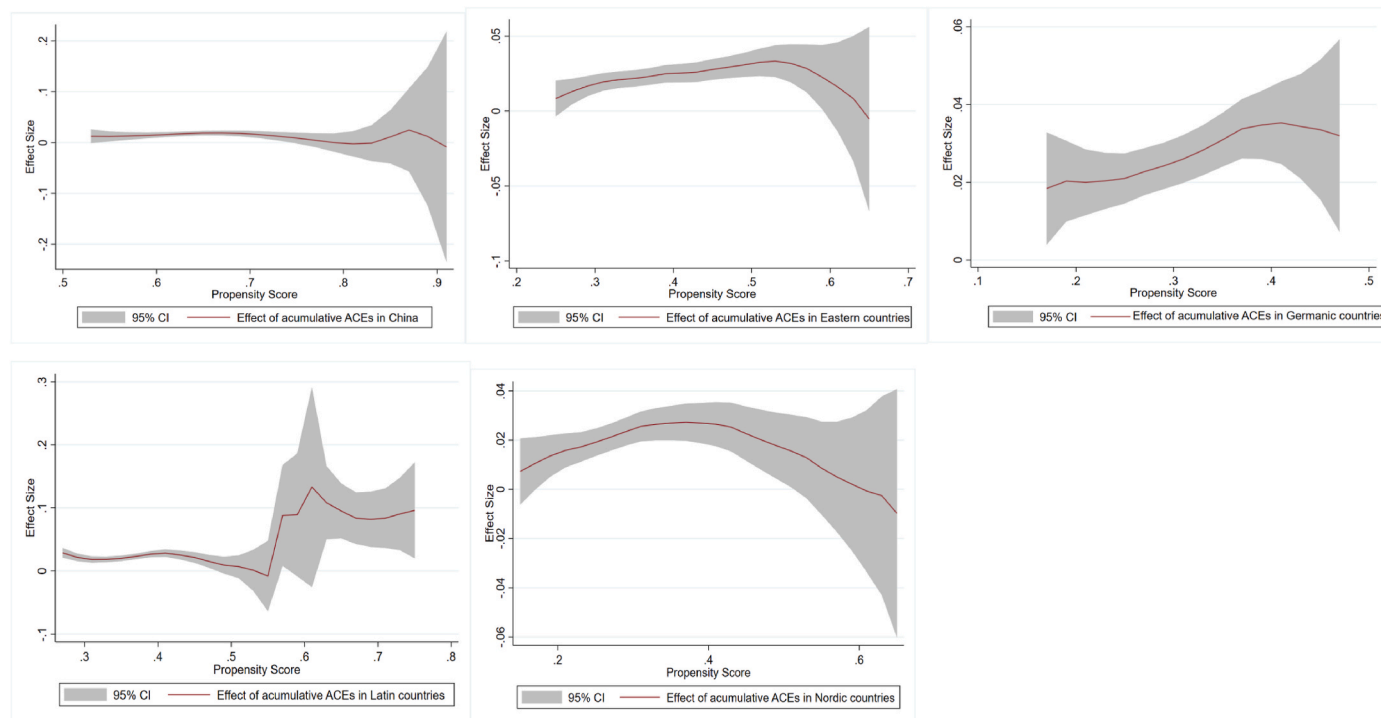 Effect Size
.2
.1
0
-.1
-.2
.5
.6
.7
.8
.9
Propensity Score
95% CI
Effect of acumulative ACEs in China
Effect Size
.05
0
-.05
-.1
.2
.3
.4
.5
.6
.7
Propensity Score
95% CI
Effect of acumulative ACEs in Eastern countries
Effect Size
.06
.04
.02
0
.1
.2
.3
.4
.5
Propensity Score
95% CI
Effect of acumulative ACEs in Germanic countries
Effect Size
.3
.2
.1
0
-.1
.3
.4
.5
.6
.7
.8
Propensity Score
95% CI
Effect of acumulative ACEs in Latin countries
Effect Size
.04
.02
0
-.02
-.04
-.06
.2
.4
.6
Propensity Score
95% CI
Effect of acumulative ACEs in Nordic countries